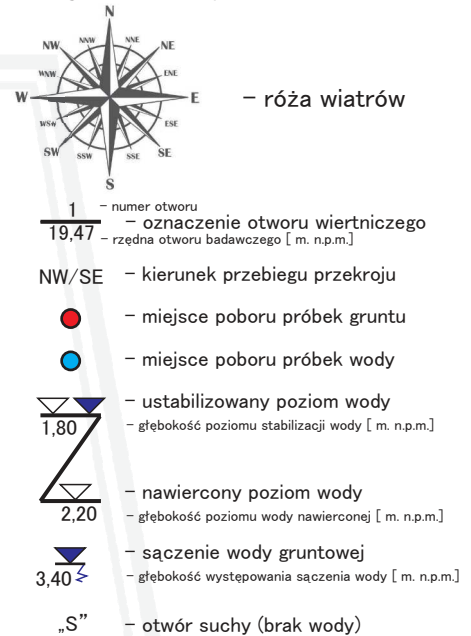 N
NNW NNE
NW NE
WNW ENE
W E
– róża wiatrów
WSW ESE
SW SE
SSW SSE
S
1 – numer otworu
– oznaczenie otworu wiertniczego
19,47 – rzędna otworu badawczego [ m. n.p.m.]
NW/SE – kierunek przebiegu przekroju
– miejsce poboru próbek gruntu
– miejsce poboru próbek wody
– ustabilizowany poziom wody
1,80 – głębokość poziomu stabilizacji wody [ m. n.p.m.]
– nawiercony poziom wody
2,20 – głębokość poziomu wody nawierconej [ m. n.p.m.]
– sączenie wody gruntowej
3,40 – głębokość występowania sączenia wody [ m. n.p.m.]
„S” – otwór suchy (brak wody)